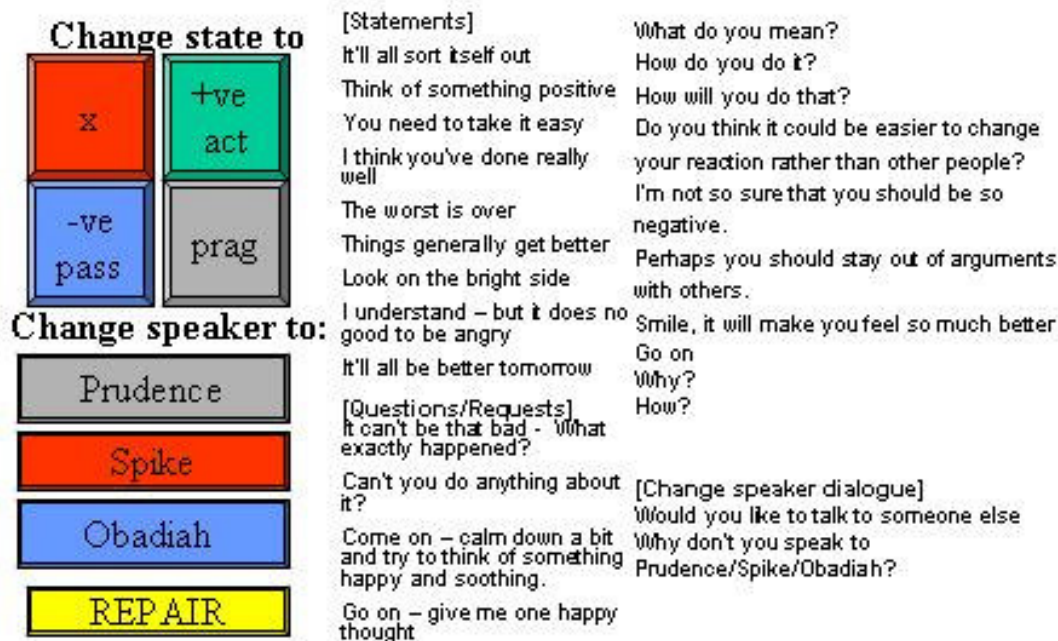 Change state to
x
+ve
act
-ve
pass
prag
Change speaker to:
Prudence
Spike
Obadiah
REPAIR
[Statements]
It'll all sort itself out
Think of something positive
You need to take it easy
I think you've done really
well
The worst is over
Things generally get better
Look on the bright side
I understand – but it does no
good to be angry
It'll all be better tomorrow
[Questions/Requests]
It can't be that bad - What
exactly happened?
Can't you do anything about
it?
Come on – calm down a bit
and try to think of something
happy and soothing.
Go on – give me one happy
thought
What do you mean?
How do you do it?
How will you do that?
Do you think it could be easier to change
your reaction rather than other people?
I'm not so sure that you should be so
negative.
Perhaps you should stay out of arguments
with others.
Smile, it will make you feel so much better
Go on
Why?
How?
[Change speaker dialogue]
Would you like to talk to someone else
Why don't you speak to
Prudence/Spike/Obadiah?